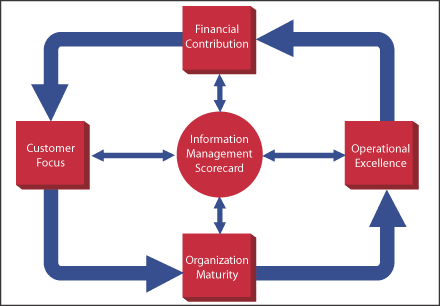 Financial
Contribution
Customer
Focus
Information
Management
Scorecard
Operational
Excellence
Organization
Maturity